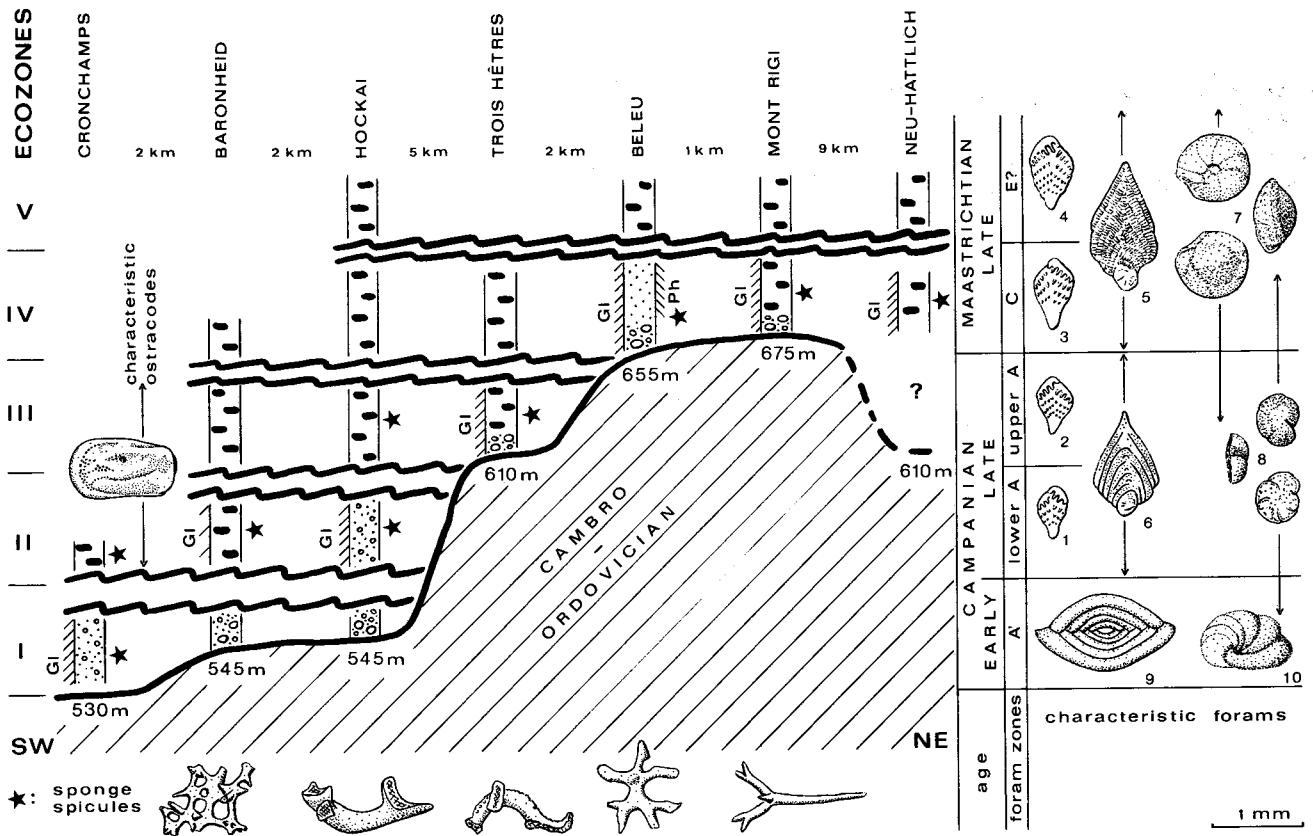 ECOZONES
CRONCHAMPS
2 km
BARONHEID
2 km
HOCKAI
5 km
TROIS HÊTRES
2 km
BELEU
1 km
MONT RIGI
9 km
NEU-HATTLICH
V
IV
III
II
I
characteristic
ostracodes
Gl
Gl
Gl
Gl
Gl
Ph
Gl
Gl
530m
545m
545m
610m
655m
675m
?
610m
CAMBRO
-
ORDOVICIAN
SW
NE
★: sponge
spicules
MAASTRICHTIAN
LATE
E?
C
CAMPANIAN
LATE
upper A
lower A
EARLY
A'
age
foram zones
4
5
7
3
2
6
8
1
9
10
characteristic forams
1 mm